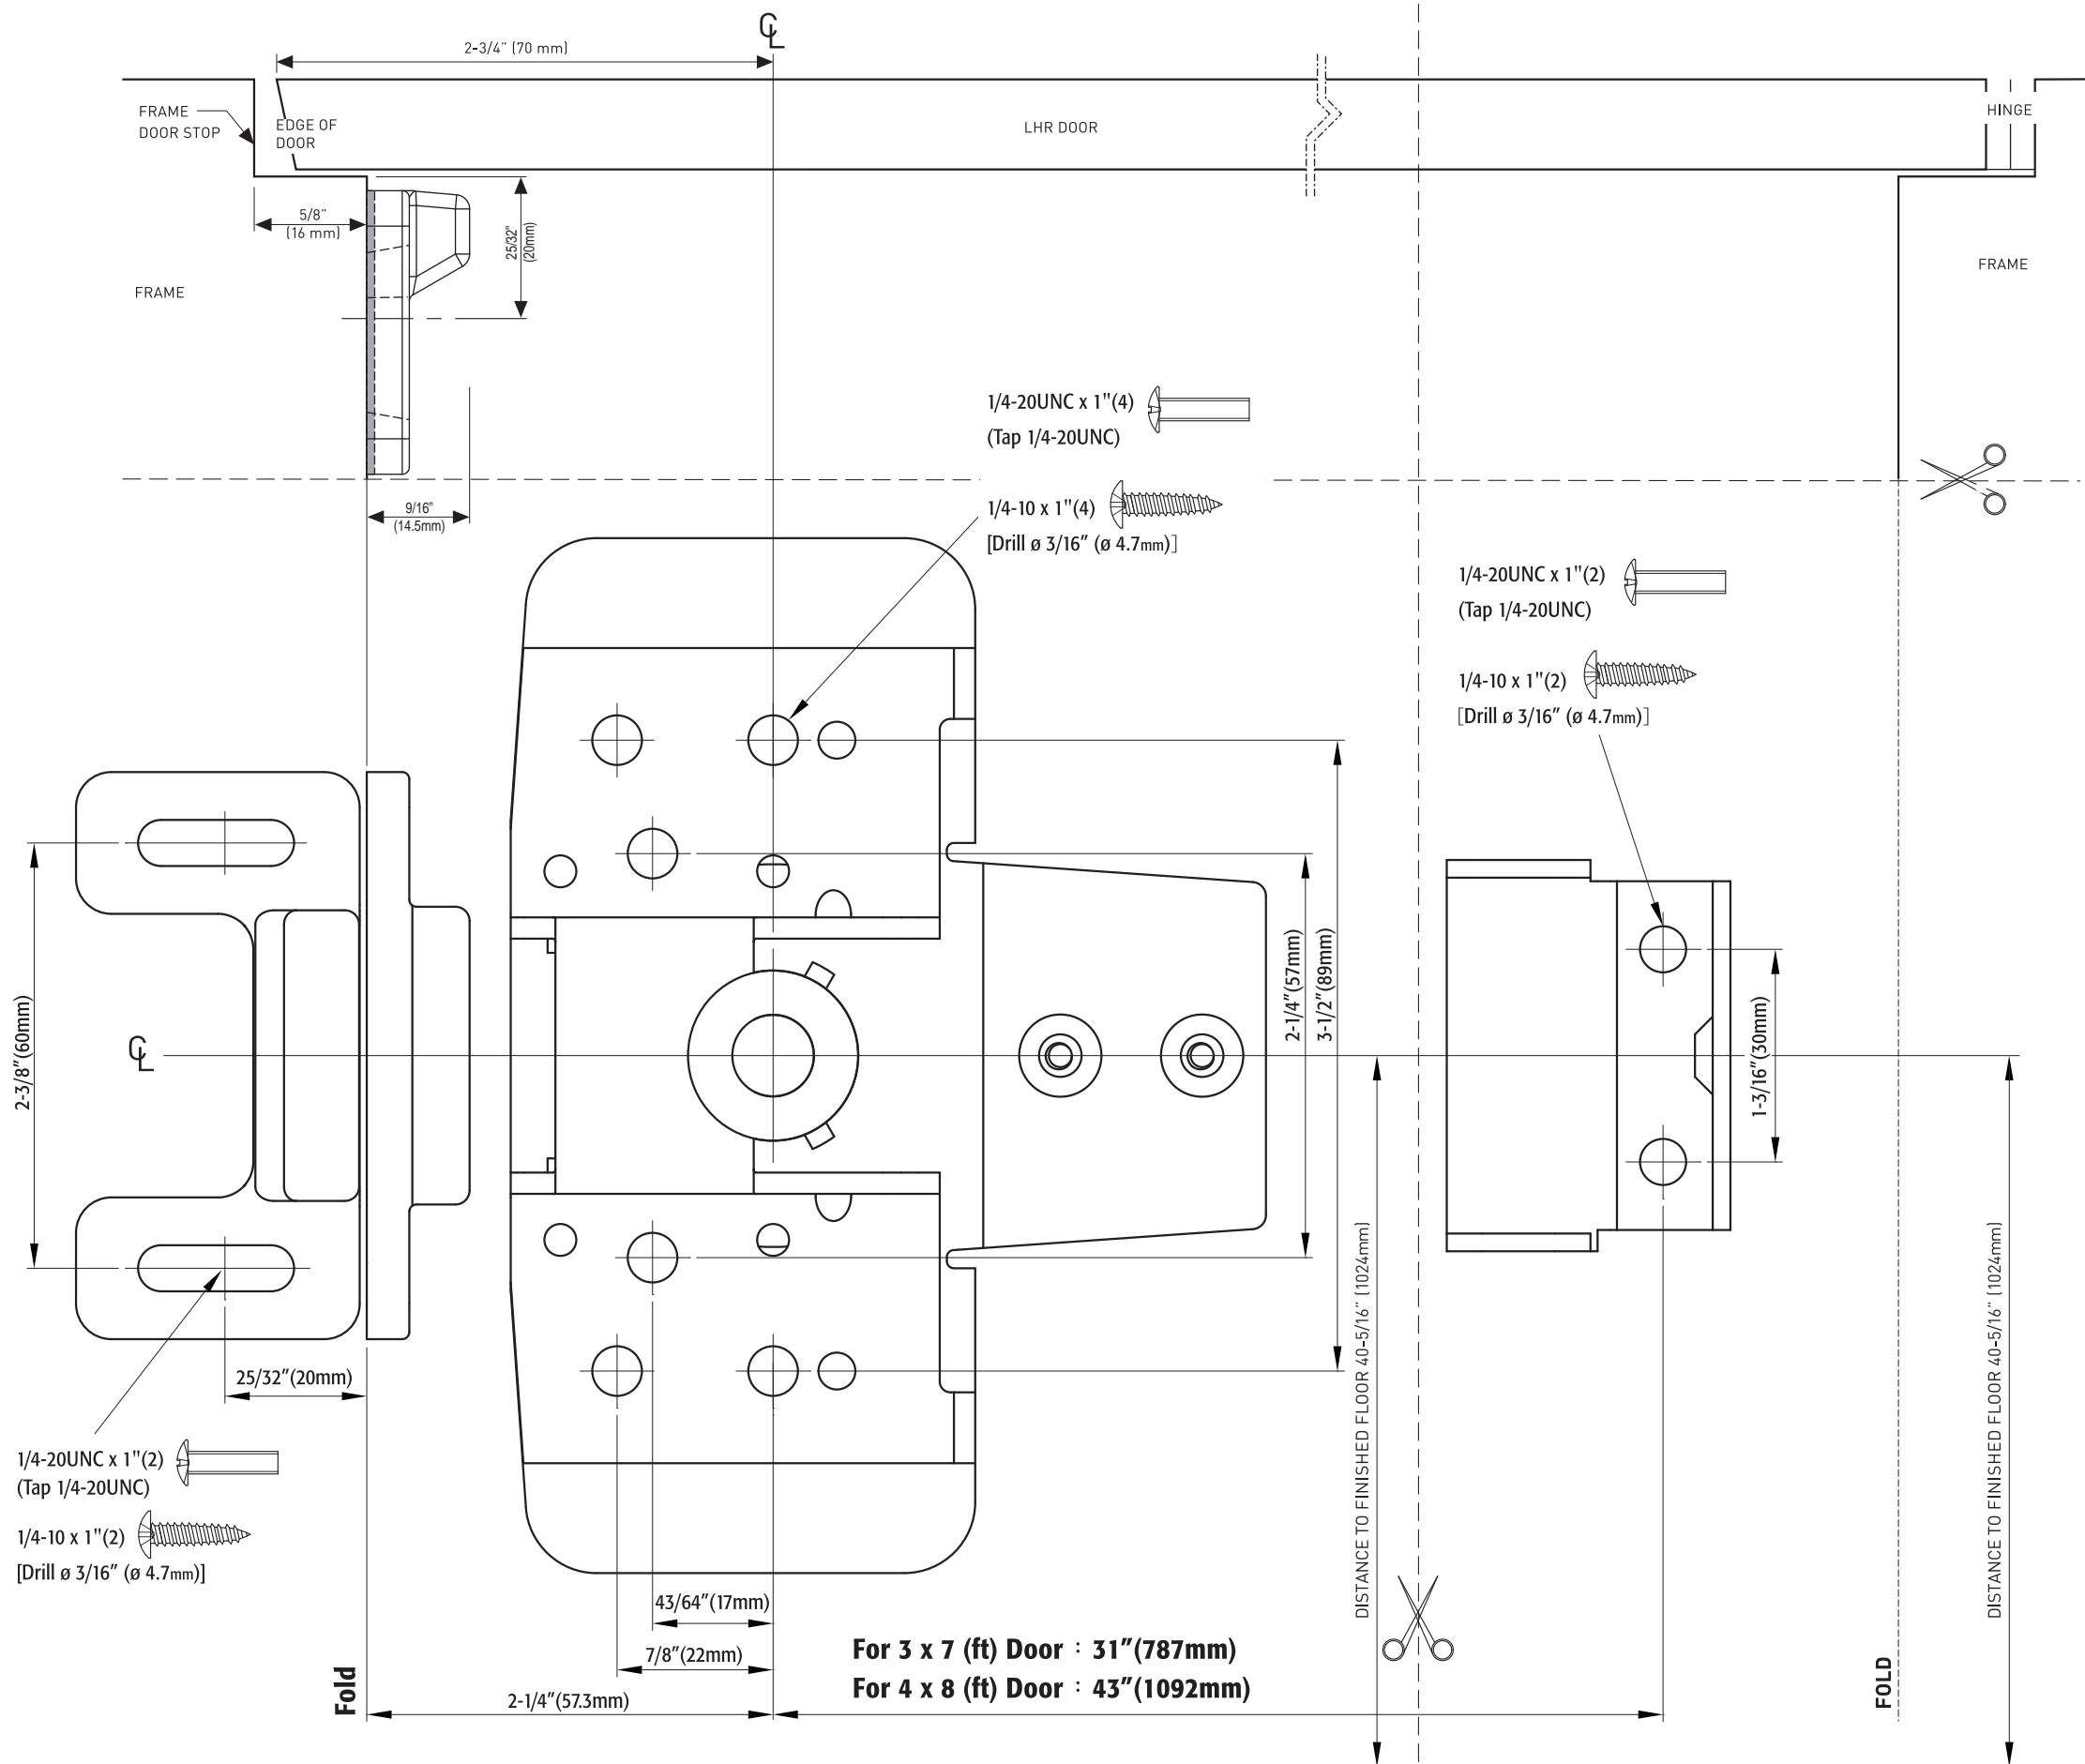 ℄
2-3/4" (70 mm)
FRAME
DOOR STOP
EDGE OF
DOOR
LHR DOOR
HINGE
5/8"
(16 mm)
25/32"
(20mm)
FRAME
FRAME
1/4-20UNC x 1"(4)
(Tap 1/4-20UNC)
1/4-10 x 1"(4)
[Drill ø 3/16" (ø 4.7mm)]
9/16"
(14.5mm)
1/4-20UNC x 1"(2)
(Tap 1/4-20UNC)
1/4-10 x 1"(2)
[Drill ø 3/16" (ø 4.7mm)]
2-3/8"(60mm)
℄
2-1/4"(57mm)
3-1/2"(89mm)
1-3/16"(30mm)
25/32"(20mm)
1/4-20UNC x 1"(2)
(Tap 1/4-20UNC)
1/4-10 x 1"(2)
[Drill ø 3/16" (ø 4.7mm)]
DISTANCE TO FINISHED FLOOR 40-5/16" (1024mm)
DISTANCE TO FINISHED FLOOR 40-5/16" (1024mm)
43/64"(17mm)
7/8"(22mm)
For 3 x 7 (ft) Door : 31"(787mm)
For 4 x 8 (ft) Door : 43"(1092mm)
Fold
2-1/4"(57.3mm)
FOLD